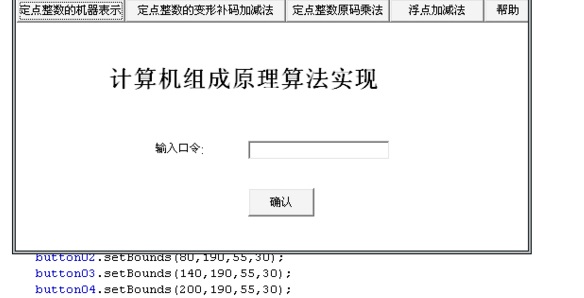 定点整数的机器表示 定点整数的变形补码加减法 定点整数原码乘法 浮点加减法 帮助
计算机组成原理算法实现
输入口令:
确认
button02.setBounds(80,190,55,30);
button03.setBounds(140,190,55,30);
button04.setBounds(200,190,55,30);